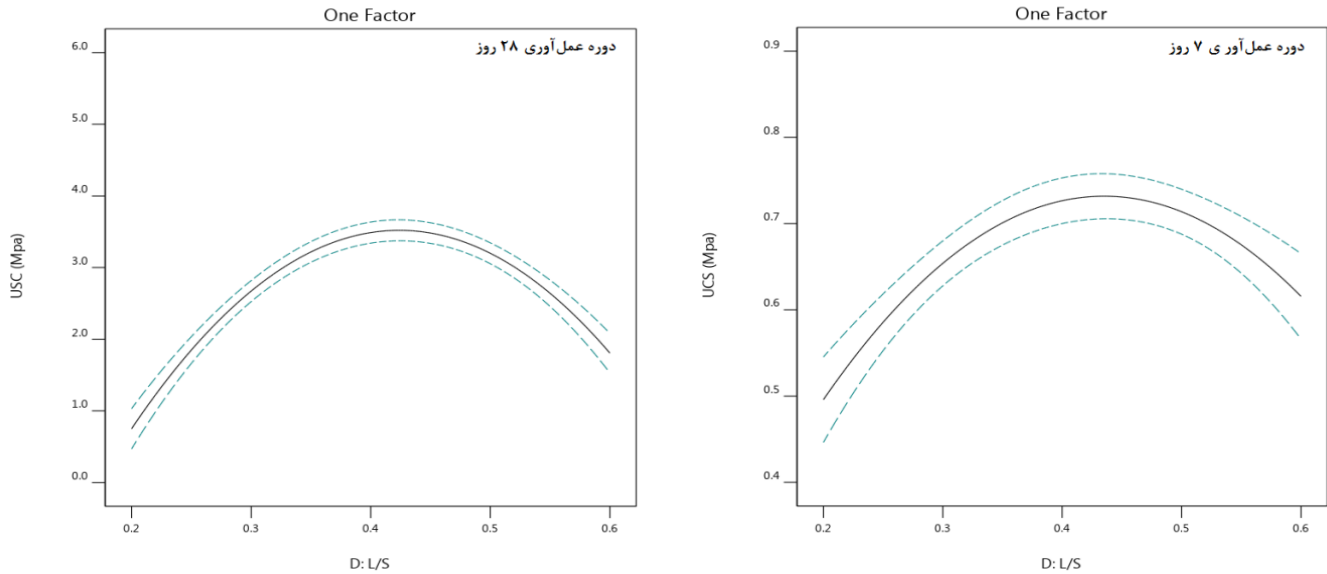 One Factor
دوره عمل‌آوری ۲۸ روز
6.0
5.0
4.0
3.0
2.0
1.0
0.0
USC (Mpa)
0.2 0.3 0.4 0.5 0.6
D: L/S
One Factor
دوره عمل‌آور ی ۷ روز
0.9
0.8
0.7
0.6
0.5
0.4
UCS (Mpa)
0.2 0.3 0.4 0.5 0.6
D: L/S